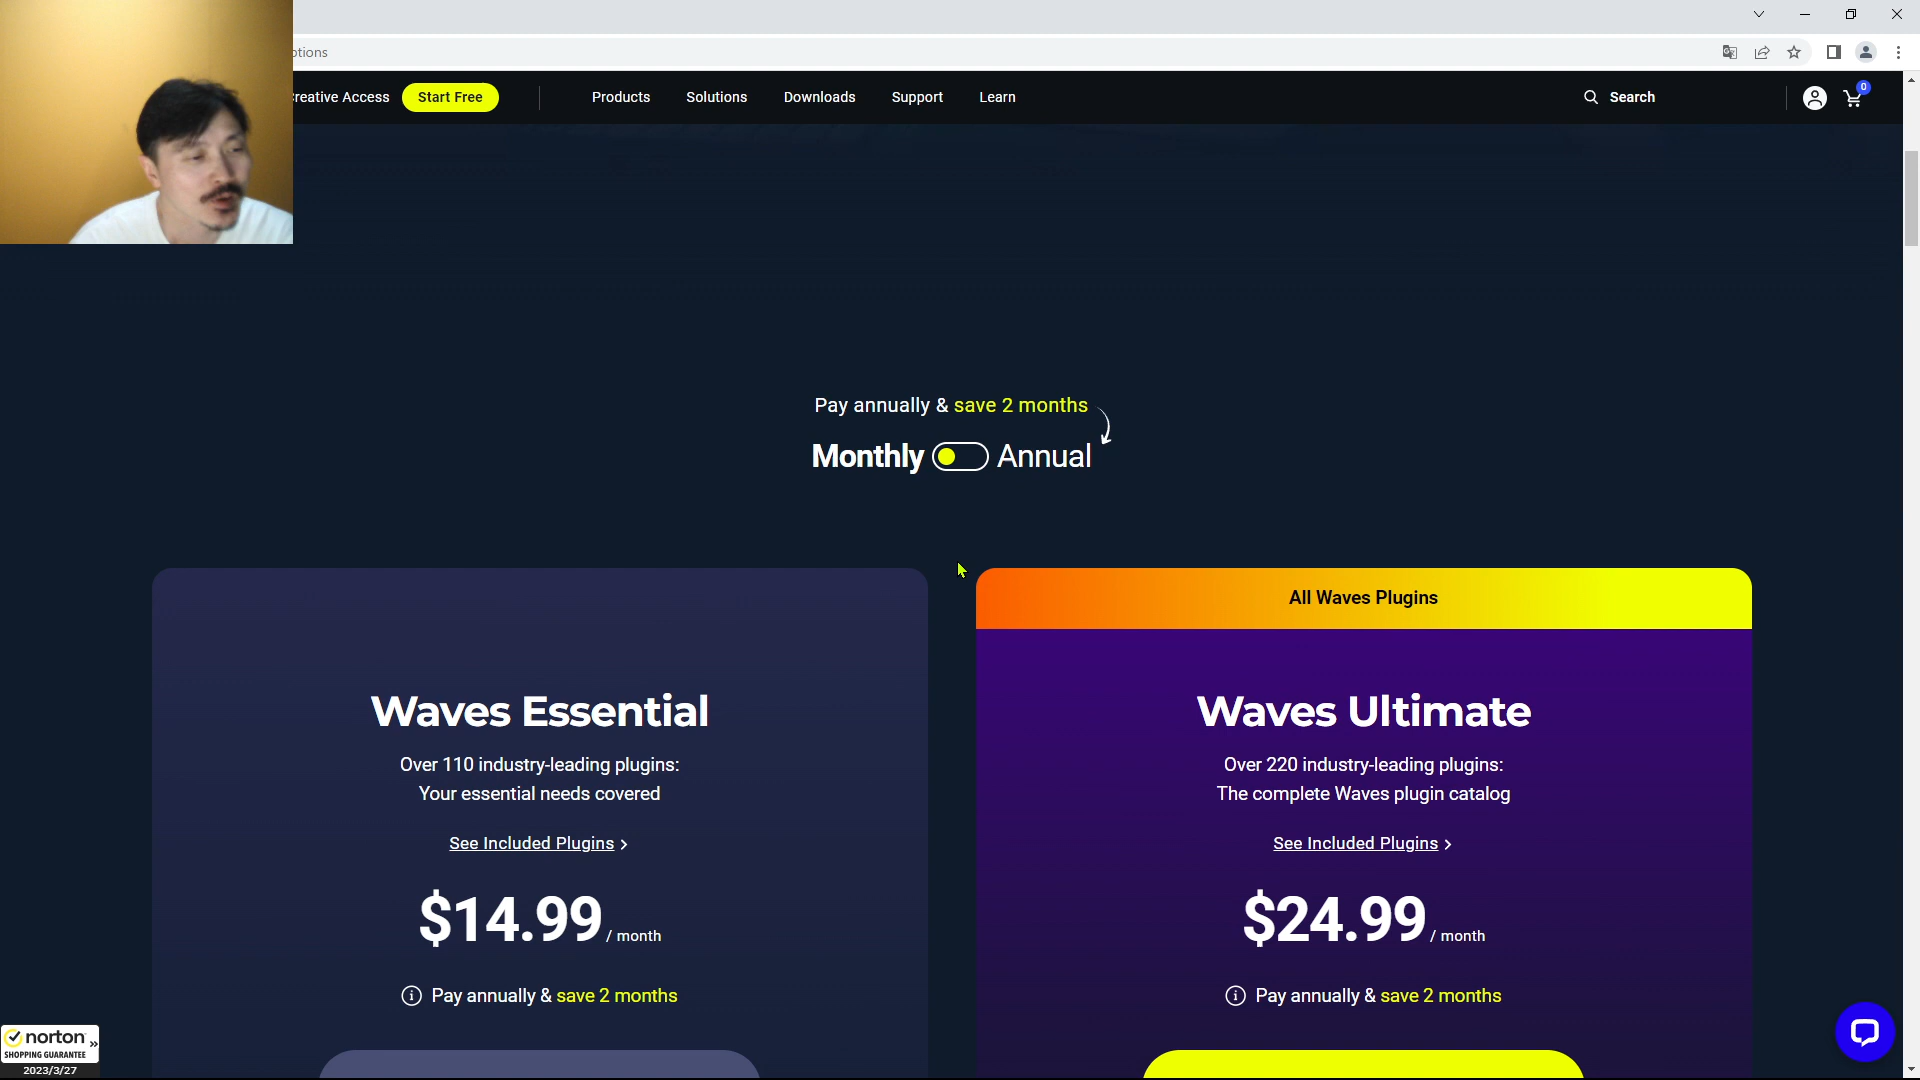 ptions
reative Access
Start Free
Products
Solutions
Downloads
Support
Learn
Search
0
Pay annually & save 2 months
Monthly
Annual
All Waves Plugins
Waves Essential
Over 110 industry-leading plugins:
Your essential needs covered
See Included Plugins >
$14.99 / month
Pay annually & save 2 months
Waves Ultimate
Over 220 industry-leading plugins:
The complete Waves plugin catalog
See Included Plugins >
$24.99 / month
Pay annually & save 2 months
norton
SHOPPING GUARANTEE
2023/3/27